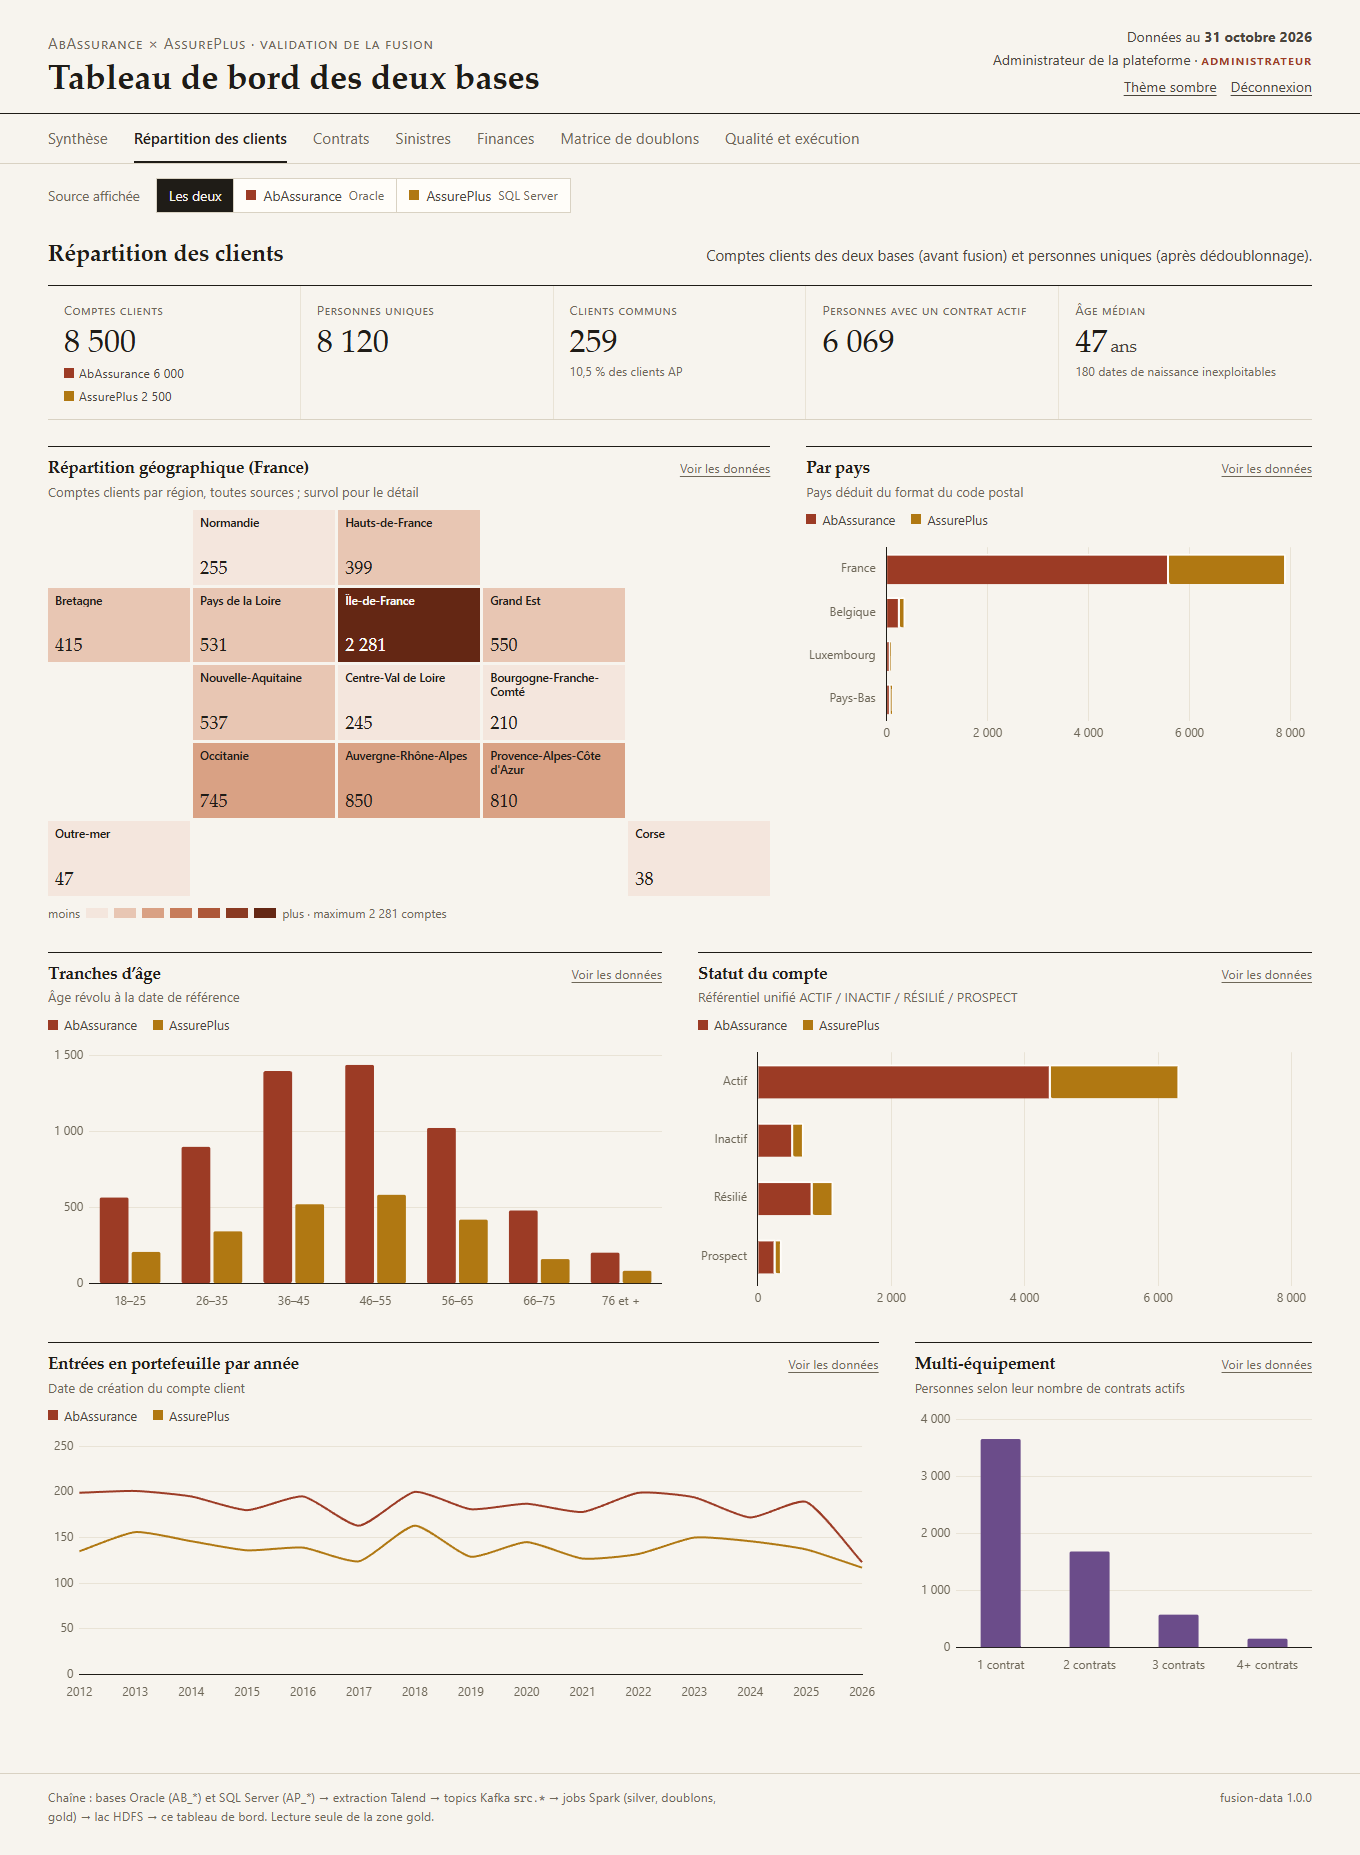 AbAssurance × AssurePlus · validation de la fusion
Tableau de bord des deux bases
Données au 31 octobre 2026
Administrateur de la plateforme · ADMINISTRATEUR
Thème sombre Déconnexion
Synthèse Répartition des clients Contrats Sinistres Finances Matrice de doublons Qualité et exécution
Source affichée Les deux AbAssurance Oracle AssurePlus SQL Server
Répartition des clients
Comptes clients des deux bases (avant fusion) et personnes uniques (après dédoublonnage).
Comptes clients
8 500
AbAssurance 6 000
AssurePlus 2 500
Personnes uniques
8 120
Clients communs
259
10,5 % des clients AP
Personnes avec un contrat actif
6 069
Âge médian
47 ans
180 dates de naissance inexploitables
Répartition géographique (France) Voir les données
Comptes clients par région, toutes sources ; survol pour le détail
Normandie Hauts-de-France
255 399
Bretagne Pays de la Loire Île-de-France Grand Est
415 531 2 281 550
Nouvelle-Aquitaine Centre-Val de Loire Bourgogne-Franche-
Comté
537 245 210
Occitanie Auvergne-Rhône-Alpes Provence-Alpes-Côte
d'Azur
745 850 810
Outre-mer Corse
47 38
moins plus · maximum 2 281 comptes
Par pays Voir les données
Pays déduit du format du code postal
AbAssurance AssurePlus
France
Belgique
Luxembourg
Pays-Bas
0 2 000 4 000 6 000 8 000
Tranches d’âge Voir les données
Âge révolu à la date de référence
AbAssurance AssurePlus
1 500
1 000
500
0
18–25 26–35 36–45 46–55 56–65 66–75 76 et +
Statut du compte Voir les données
Référentiel unifié ACTIF / INACTIF / RÉSILIÉ / PROSPECT
AbAssurance AssurePlus
Actif
Inactif
Résilié
Prospect
0 2 000 4 000 6 000 8 000
Entrées en portefeuille par année Voir les données
Date de création du compte client
AbAssurance AssurePlus
250
200
150
100
50
0
2012 2013 2014 2015 2016 2017 2018 2019 2020 2021 2022 2023 2024 2025 2026
Multi-équipement Voir les données
Personnes selon leur nombre de contrats actifs
4 000
3 000
2 000
1 000
0
1 contrat 2 contrats 3 contrats 4+ contrats
Chaîne : bases Oracle (AB_*) et SQL Server (AP_*) → extraction Talend → topics Kafka src.* → jobs Spark (silver, doublons,
gold) → lac HDFS → ce tableau de bord. Lecture seule de la zone gold.
fusion-data 1.0.0